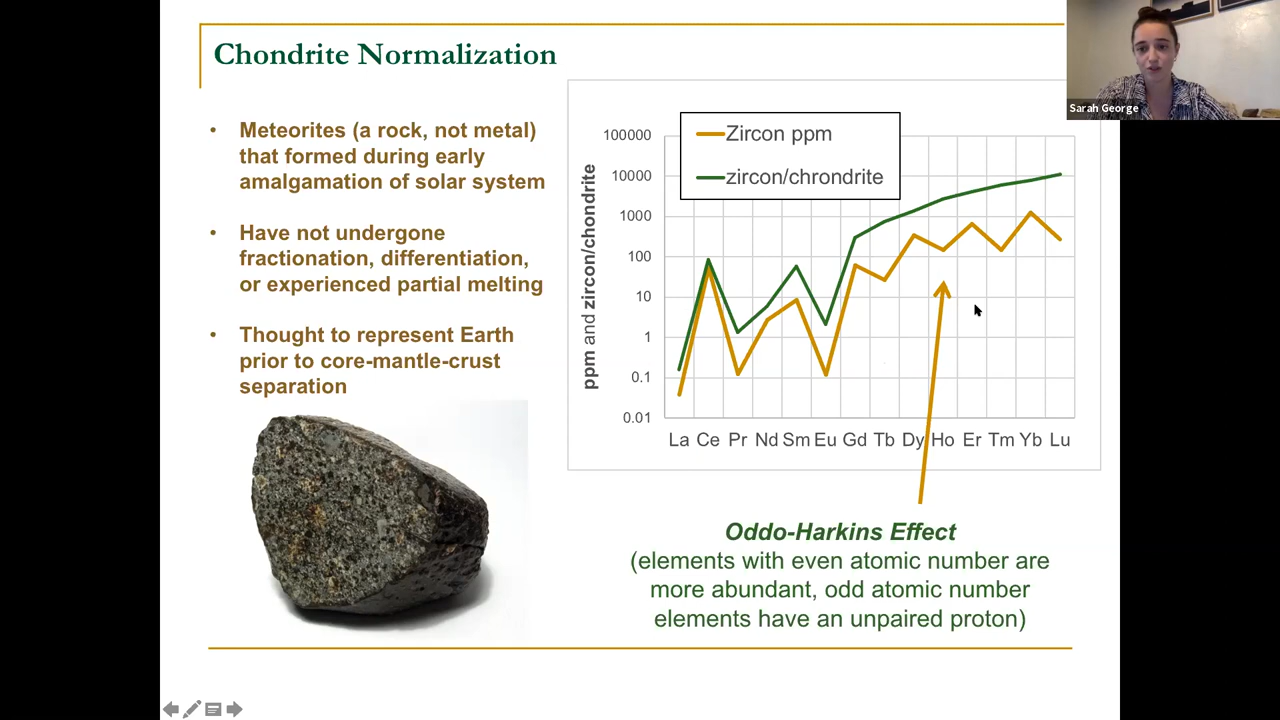 Chondrite Normalization
Sarah George
• Meteorites (a rock, not metal)
that formed during early
amalgamation of solar system
• Have not undergone
fractionation, differentiation,
or experienced partial melting
• Thought to represent Earth
prior to core-mantle-crust
separation
Zircon ppm
zircon/chrondrite
ppm and zircon/chondrite
100000
10000
1000
100
10
1
0.1
0.01
La Ce Pr Nd Sm Eu Gd Tb Dy Ho Er Tm Yb Lu
Oddo-Harkins Effect
(elements with even atomic number are
more abundant, odd atomic number
elements have an unpaired proton)